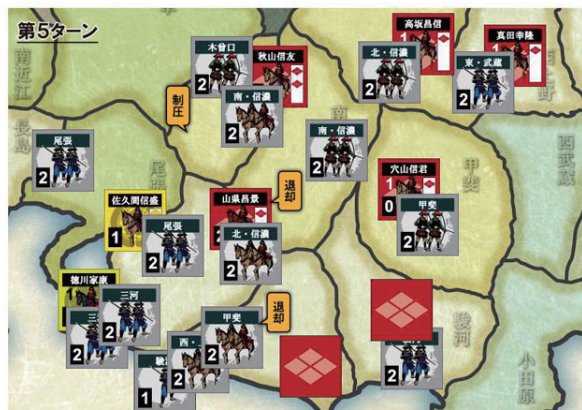 第5ターン
木曾口
2
秋山信友
1
南・信濃
2
高坂昌信
1
北・信濃
2
真田幸隆
1
東・武蔵
2
南近江
長島
制圧
尾張
2
尾張
南・信濃
2
西武蔵
穴山信君
1
0
甲斐
2
甲斐
佐久間信盛
1
尾張
2
山県昌景
退却
北・信濃
2
徳川家康
三河
2
三
2
甲斐
2
退却
西・
2
駿
1
駿河
2
小田原